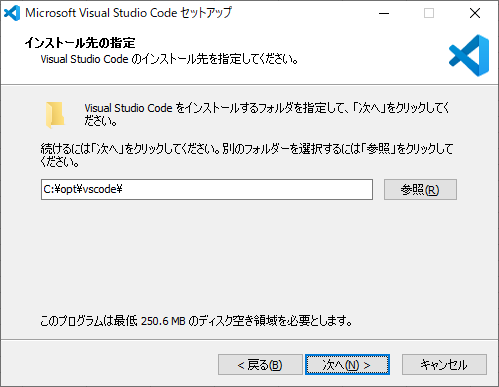 Microsoft Visual Studio Code セットアップ
インストール先の指定
Visual Studio Code のインストール先を指定してください。
Visual Studio Code をインストールするフォルダを指定して、「次へ」をクリックしてく
ださい。
続けるには「次へ」をクリックしてください。別のフォルダーを選択するには「参照」をクリックして
ください。
C:¥opt¥vscode¥
参照(R)
このプログラムは最低 250.6 MB のディスク空き領域を必要とします。
< 戻る(B)
次へ(N) >
キャンセル